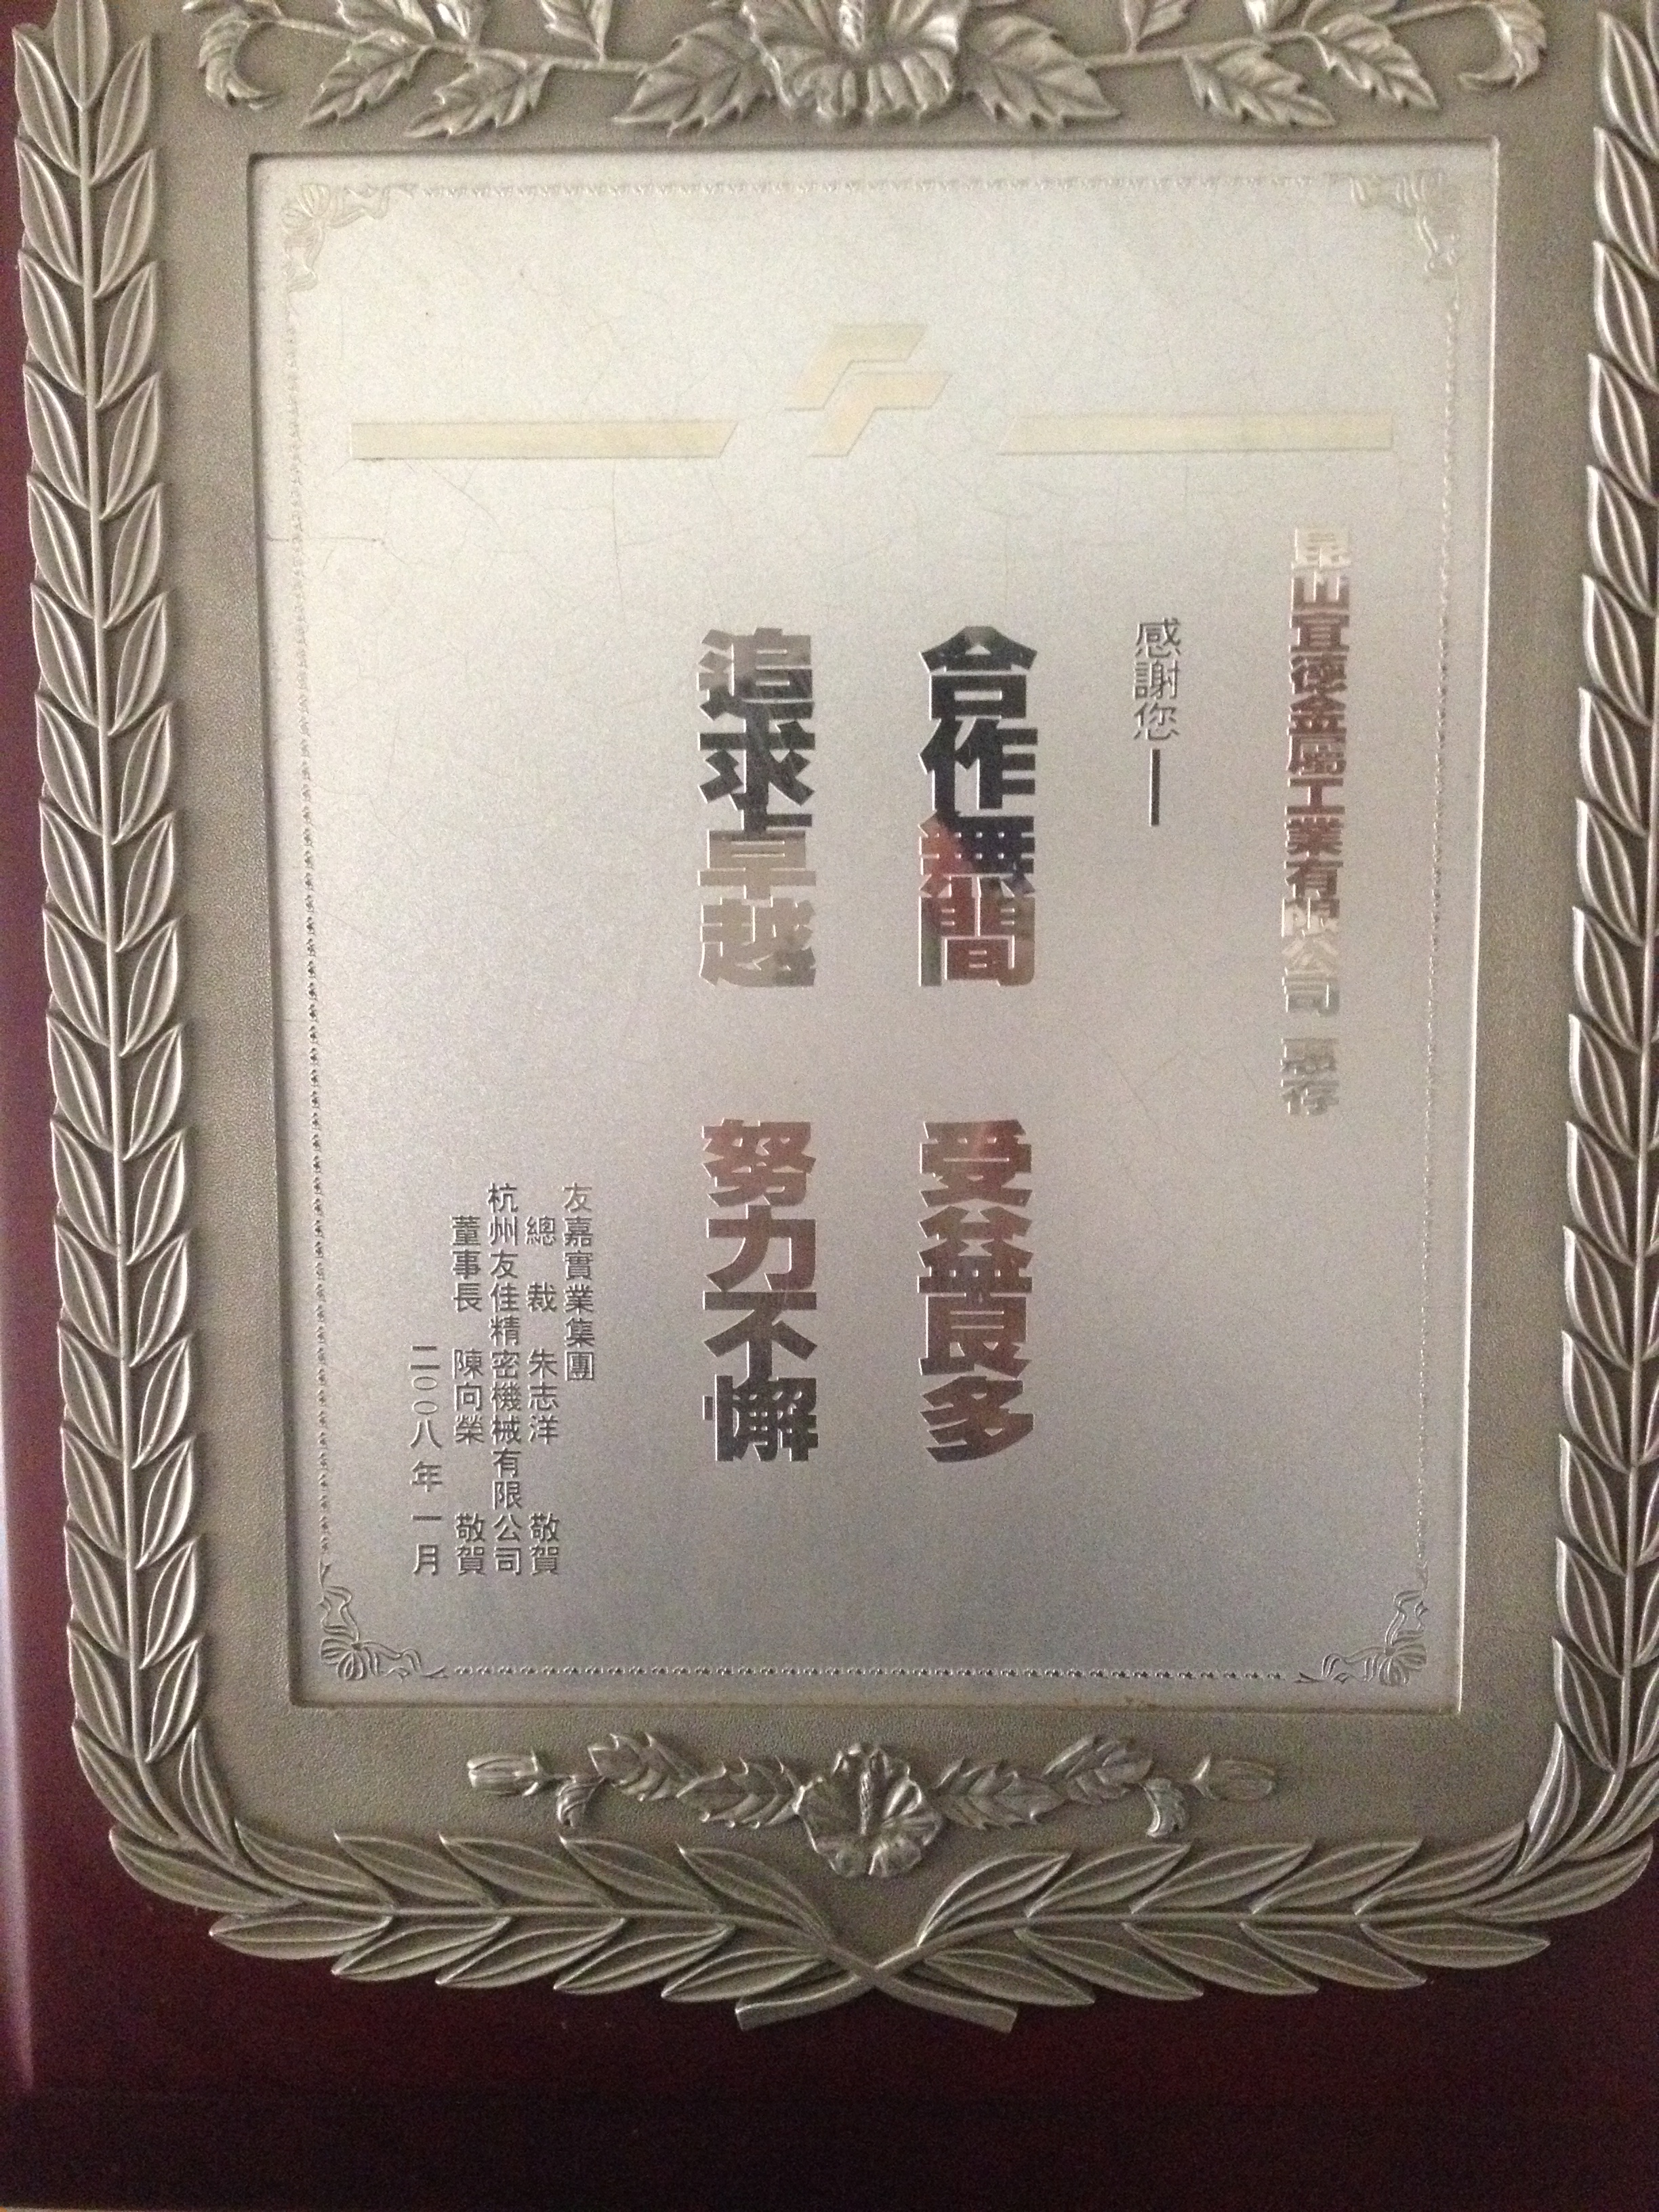 昆山宜德金屬工業有限公司 惠存
感謝您—
合作無間 受益良多
追求卓越 努力不懈
友嘉實業集團
總裁 朱志洋 敬賀
杭州友佳精密機械有限公司
董事長 陳向榮 敬賀
二○○八年一月